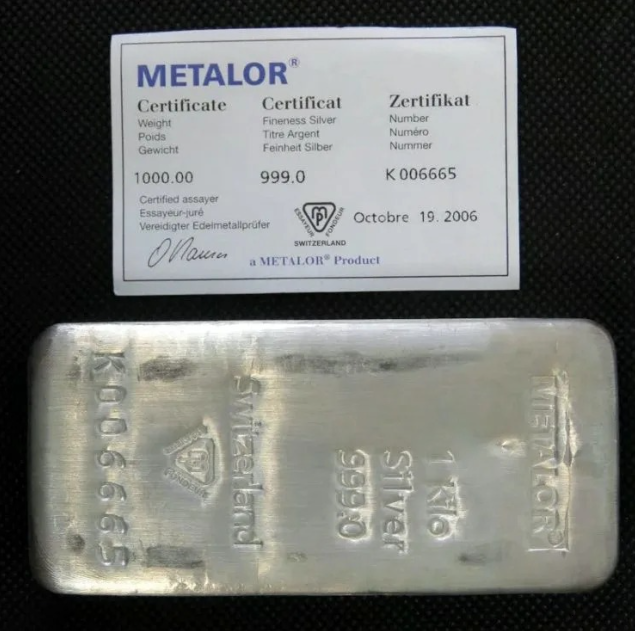 METALOR®
Certificate Certificat Zertifikat
Weight Fineness Silver Number
Poids Titre Argent Numéro
Gewicht Feinheit Silber Nummer
1000.00 999.0 K 006665
Certified assayer
Essayeur-juré
Vereidigter Edelmetallprüfer
MP
ESSAYEUR FONDEUR
SWITZERLAND
Octobre 19. 2006
a METALOR® Product
METALOR®
1 Kilo
Silver
999.0
Switzerland
FONDEUR
K006665